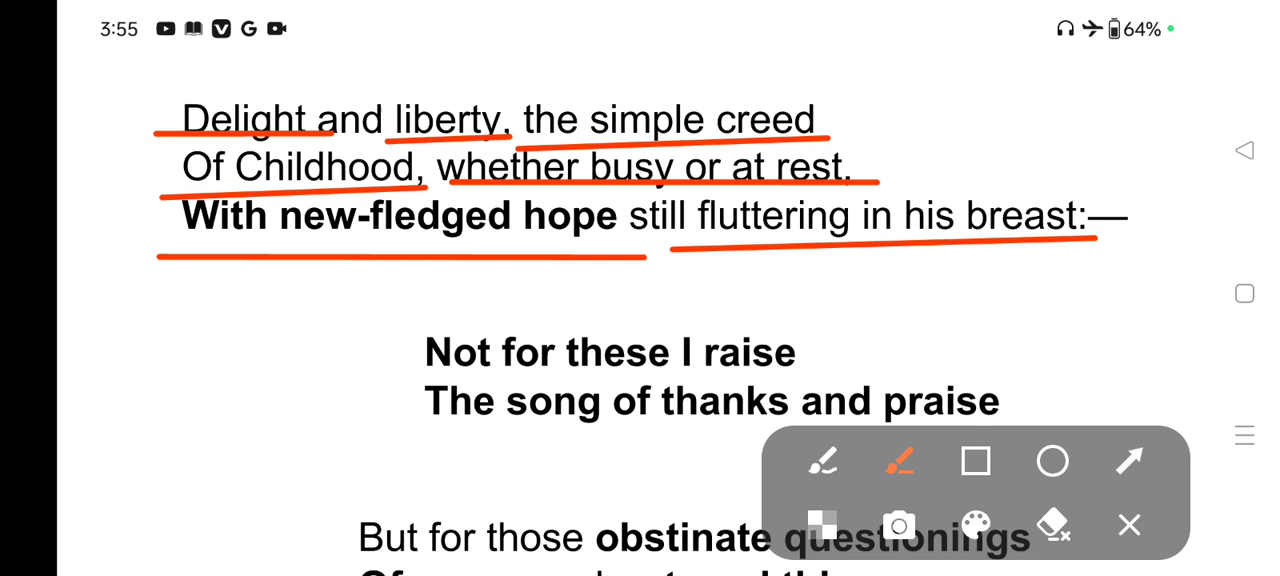 3:55
64%
Delight and liberty, the simple creed
Of Childhood, whether busy or at rest,
With new-fledged hope still fluttering in his breast:—
Not for these I raise
The song of thanks and praise
But for those obstinate questionings